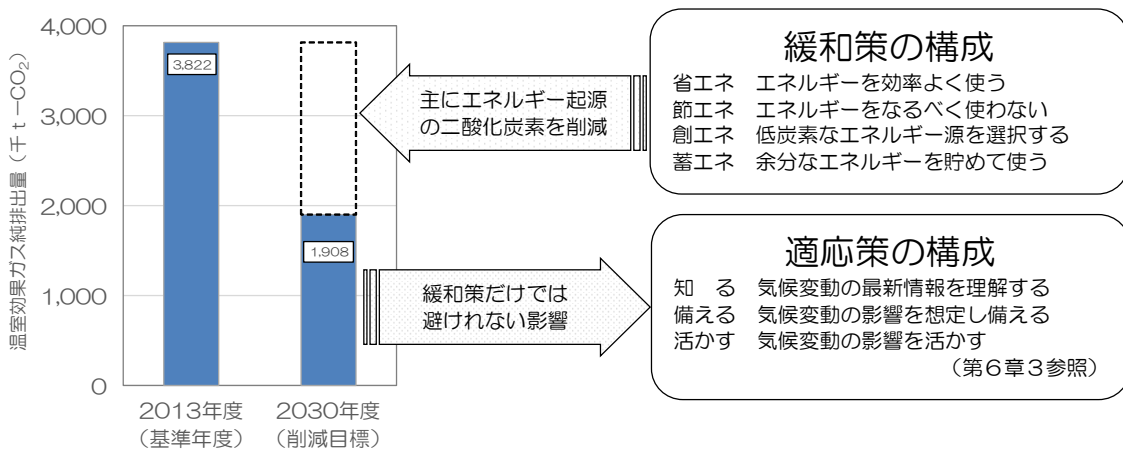 温室効果ガス純排出量(千t-CO₂)
4,000
3,000
2,000
1,000
0
3,822
1,908
2013年度
(基準年度)
2030年度
(削減目標)
主にエネルギー起源
の二酸化炭素を削減
緩和策の構成
省エネ エネルギーを効率よく使う
節エネ エネルギーをなるべく使わない
創エネ 低炭素なエネルギー源を選択する
蓄エネ 余分なエネルギーを貯めて使う
緩和策だけでは
避けれない影響
適応策の構成
知 る 気候変動の最新情報を理解する
備える 気候変動の影響を想定し備える
活かす 気候変動の影響を活かす
(第6章3参照)